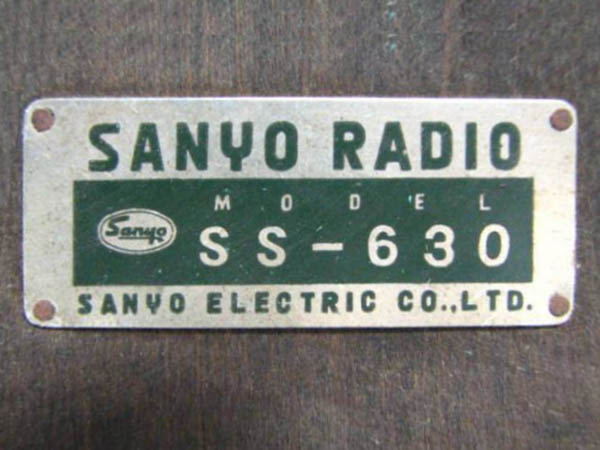 SANYO RADIO
MODEL
Sanyo
SS-630
SANYO ELECTRIC CO.,LTD.